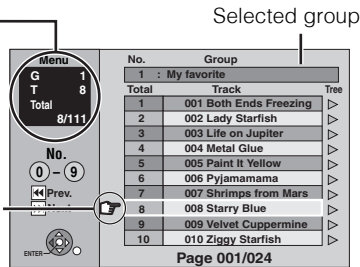 Selected group
Menu
G 1
T 8
Total
8/111
No.
0 – 9
Prev.
ENTER
No. Group
1 : My favorite
Total Track Tree
1 001 Both Ends Freezing
2 002 Lady Starfish
3 003 Life on Jupiter
4 004 Metal Glue
5 005 Paint It Yellow
6 006 Pyjamamama
7 007 Shrimps from Mars
8 008 Starry Blue
9 009 Velvet Cuppermine
10 010 Ziggy Starfish
Page 001/024